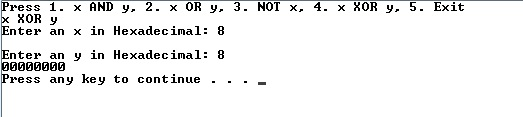 Press 1. x AND y, 2. x OR y, 3. NOT x, 4. x XOR y, 5. Exit
x XOR y
Enter an x in Hexadecimal: 8
Enter an y in Hexadecimal: 8
00000000
Press any key to continue . . . _